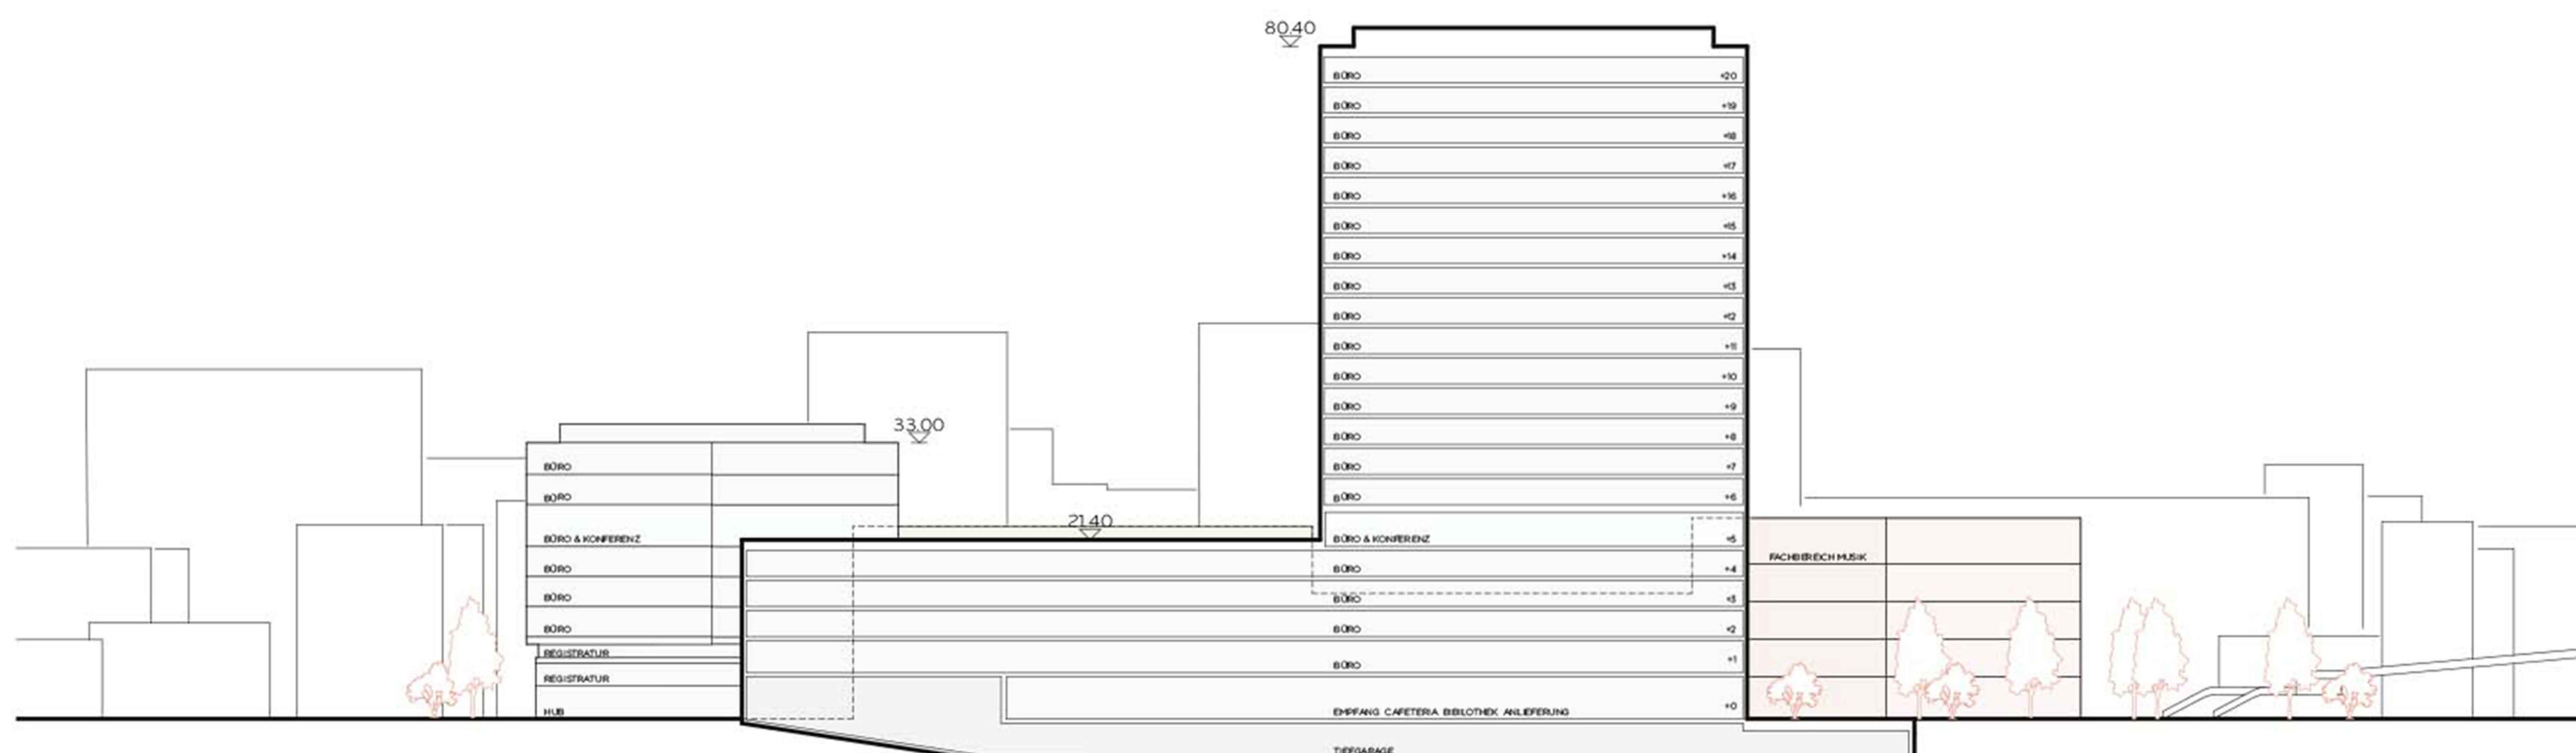 80.40
BÜRO +20
BÜRO +19
BÜRO +18
BÜRO +17
BÜRO +16
BÜRO +15
BÜRO +14
BÜRO +13
BÜRO +12
BÜRO +11
BÜRO +10
BÜRO +9
BÜRO +8
BÜRO +7
BÜRO +6
BÜRO & KONFERENZ +5
BÜRO +4
BÜRO +3
BÜRO +2
BÜRO +1
EMPFANG CAFETERIA BIBILOTHEK ANLIEFERUNG +0
TIEFGARAGE
33.00
BÜRO
BÜRO
BÜRO & KONFERENZ
BÜRO
BÜRO
BÜRO
REGISTRATUR
REGISTRATUR
HUB
21.40
FACHBEREICH MUSIK